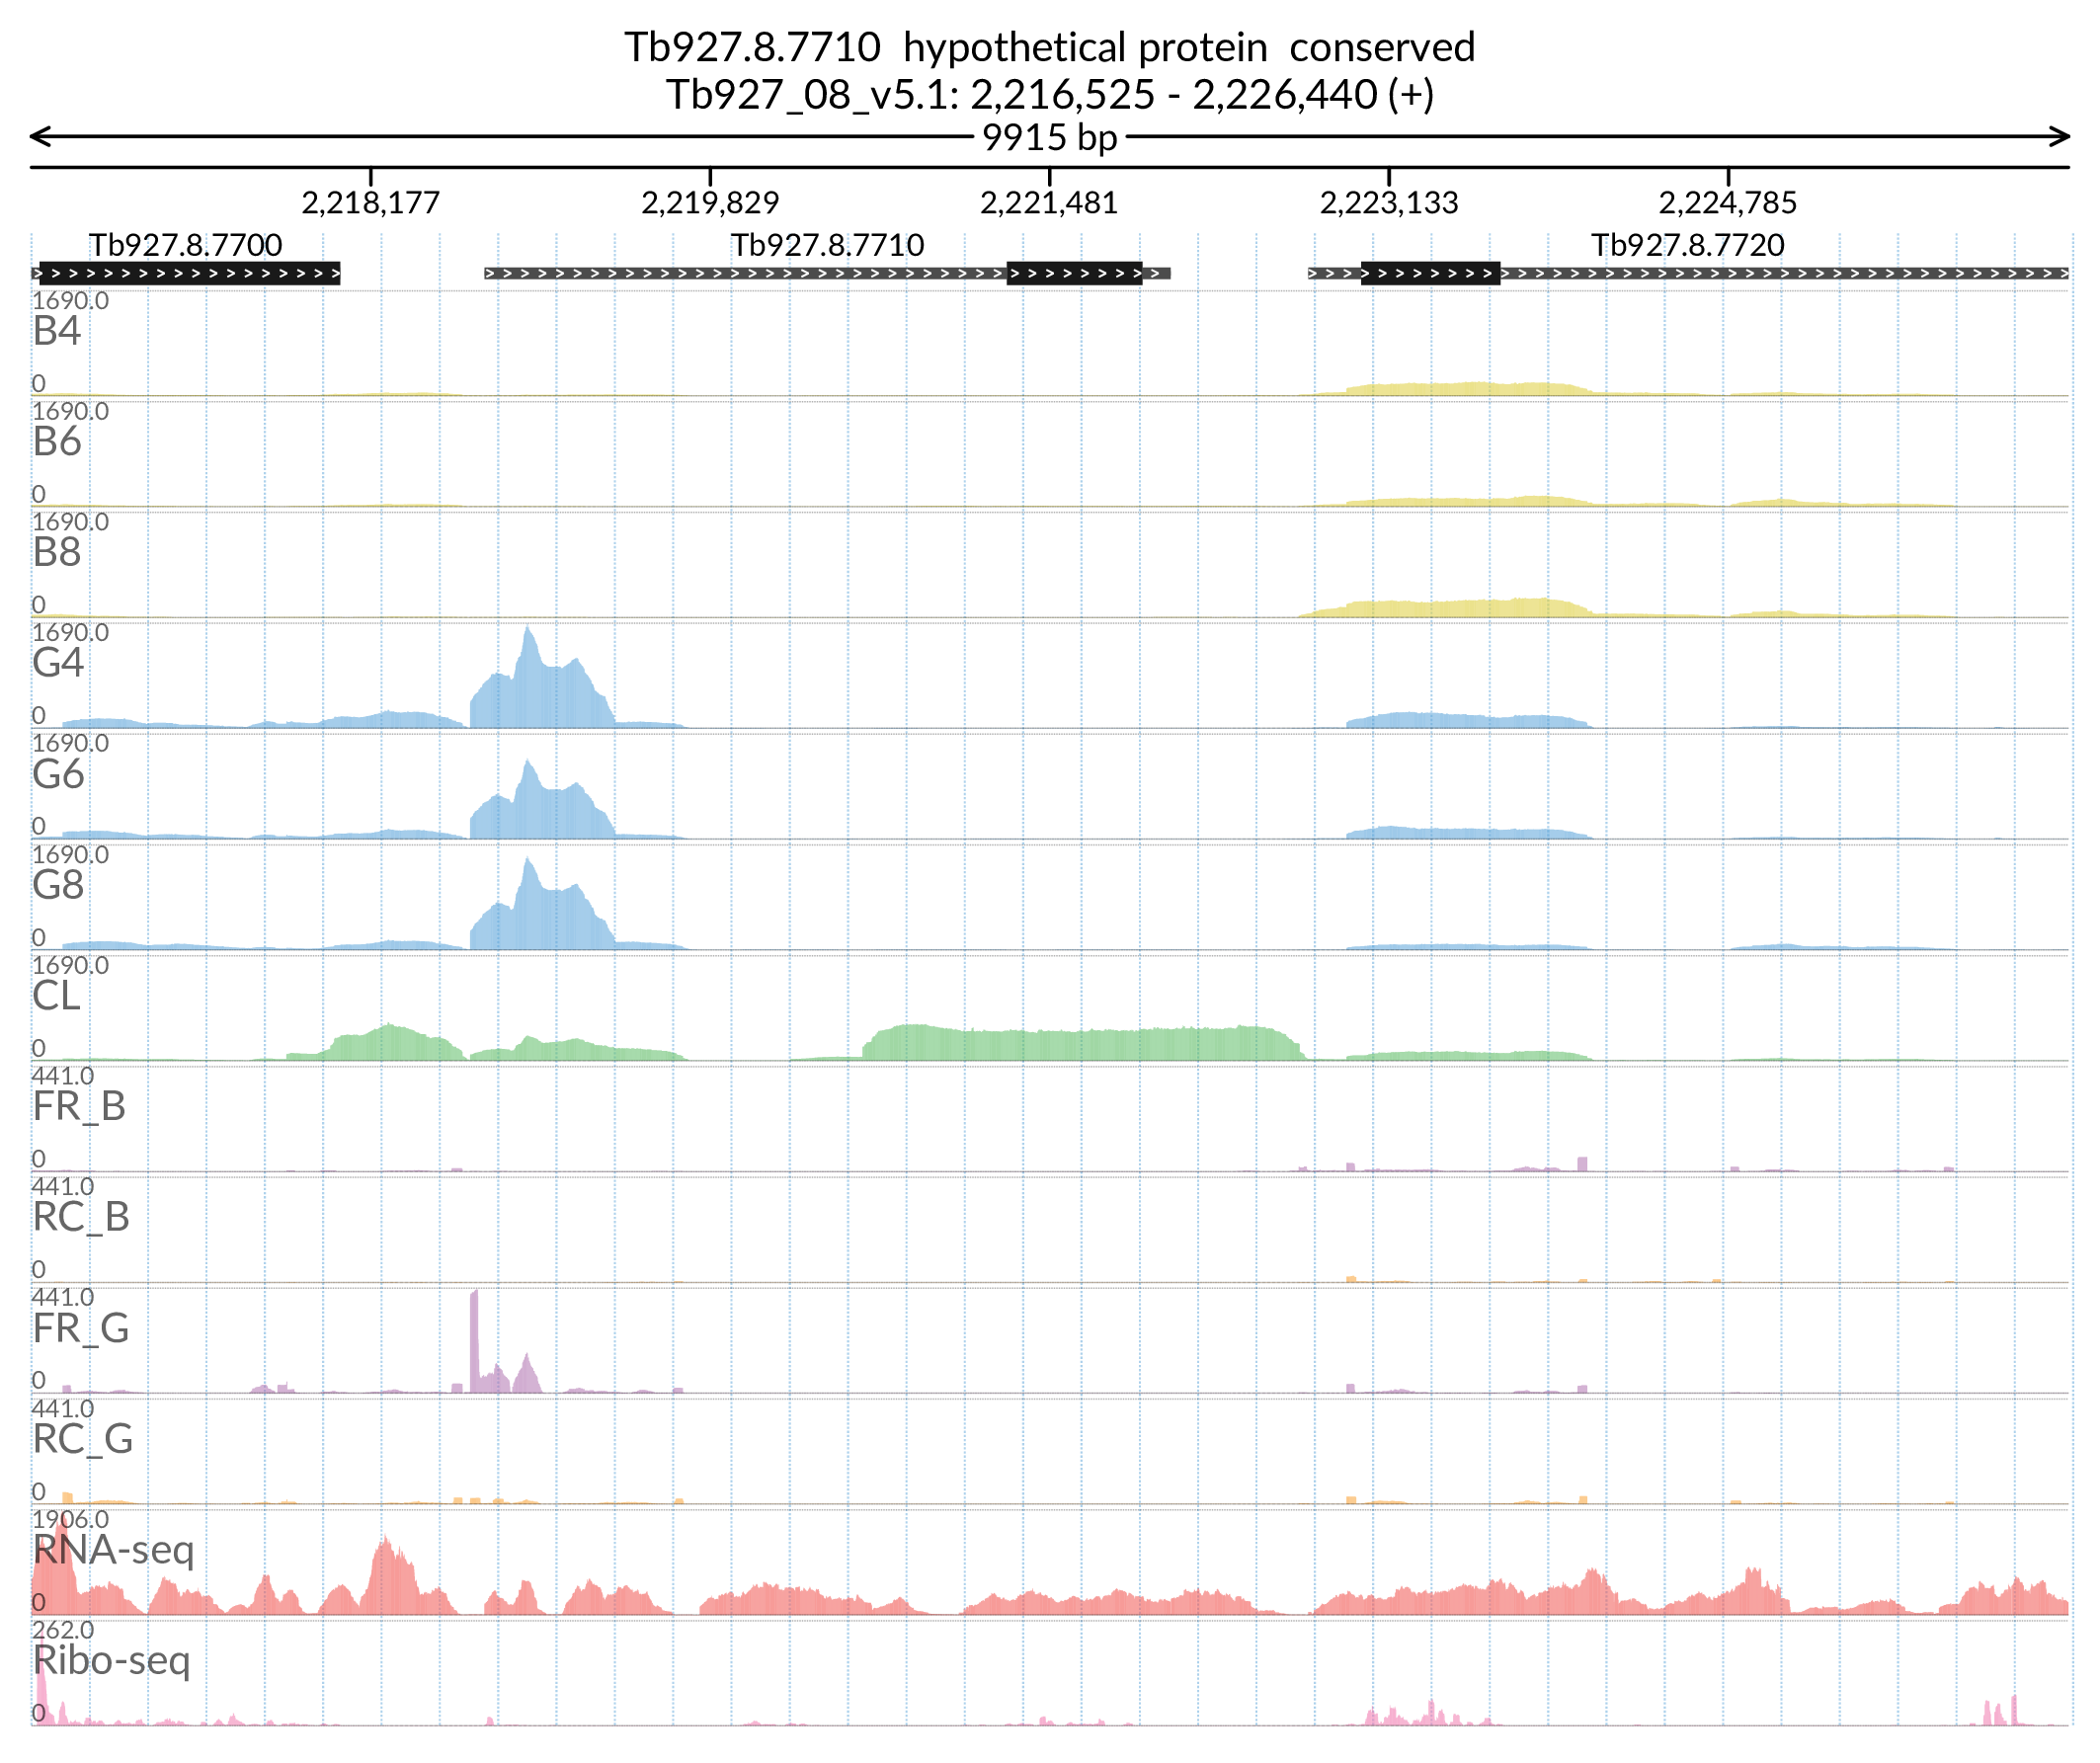 Tb927.8.7710 hypothetical protein conserved
Tb927_08_v5.1: 2,216,525 - 2,226,440 (+)
9915 bp
2,218,177 2,219,829 2,221,481 2,223,133 2,224,785
Tb927.8.7700 Tb927.8.7710 Tb927.8.7720
1690.0
B4
0
1690.0
B6
0
1690.0
B8
0
1690.0
G4
0
1690.0
G6
0
1690.0
G8
0
1690.0
CL
0
441.0
FR_B
0
441.0
RC_B
0
441.0
FR_G
0
441.0
RC_G
0
1906.0
RNA-seq
0
262.0
Ribo-seq
0